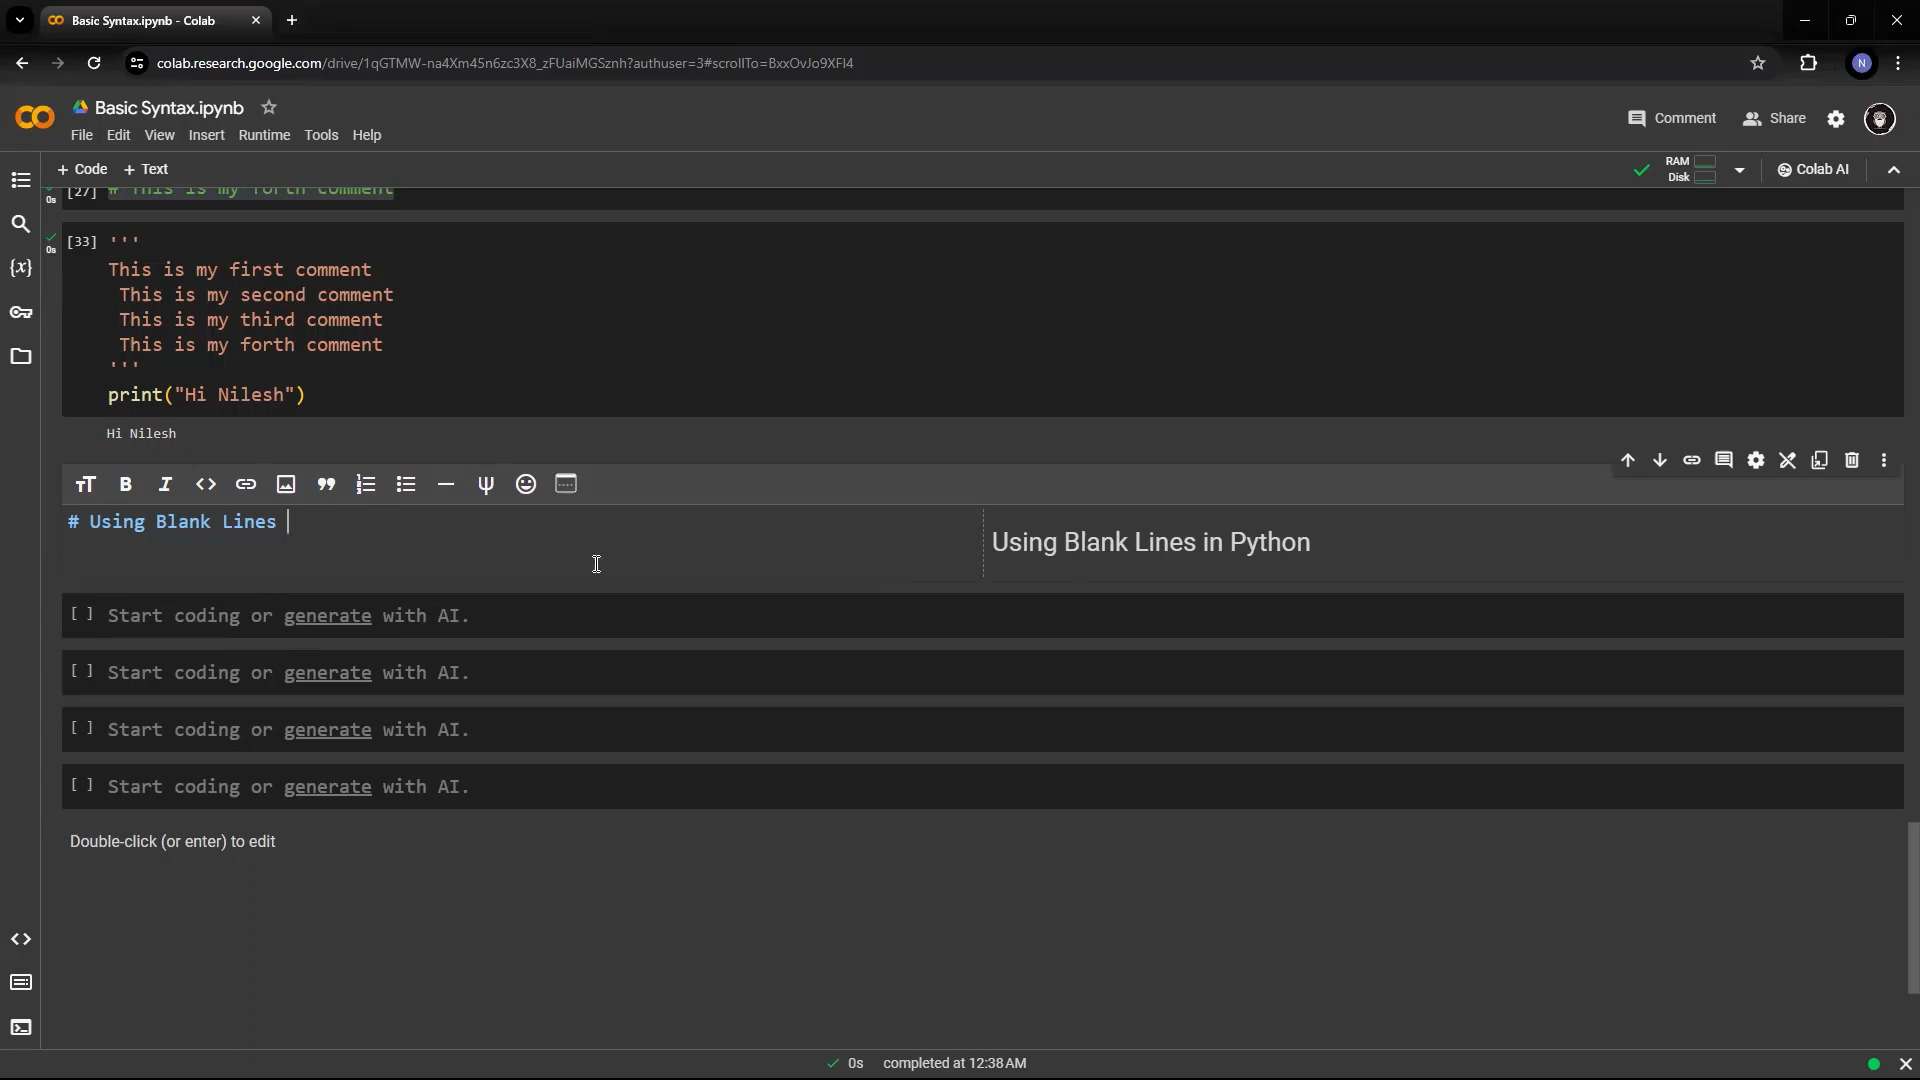 Basic Syntax.ipynb - Colab
colab.research.google.com/drive/1qGTMW-na4Xm45n6zc3X8_zFUaiMGSznh?authuser=3#scrollTo=BxxOvJo9XFl4
N
CO Basic Syntax.ipynb
File Edit View Insert Runtime Tools Help
Comment Share
+ Code + Text
RAM
Disk
Colab AI
0s [27] # This is my forth comment
[33] '''
0s
This is my first comment
This is my second comment
This is my third comment
This is my forth comment
'''
print("Hi Nilesh")
Hi Nilesh
# Using Blank Lines
Using Blank Lines in Python
[ ] Start coding or generate with AI.
[ ] Start coding or generate with AI.
[ ] Start coding or generate with AI.
[ ] Start coding or generate with AI.
Double-click (or enter) to edit
0s completed at 12:38 AM